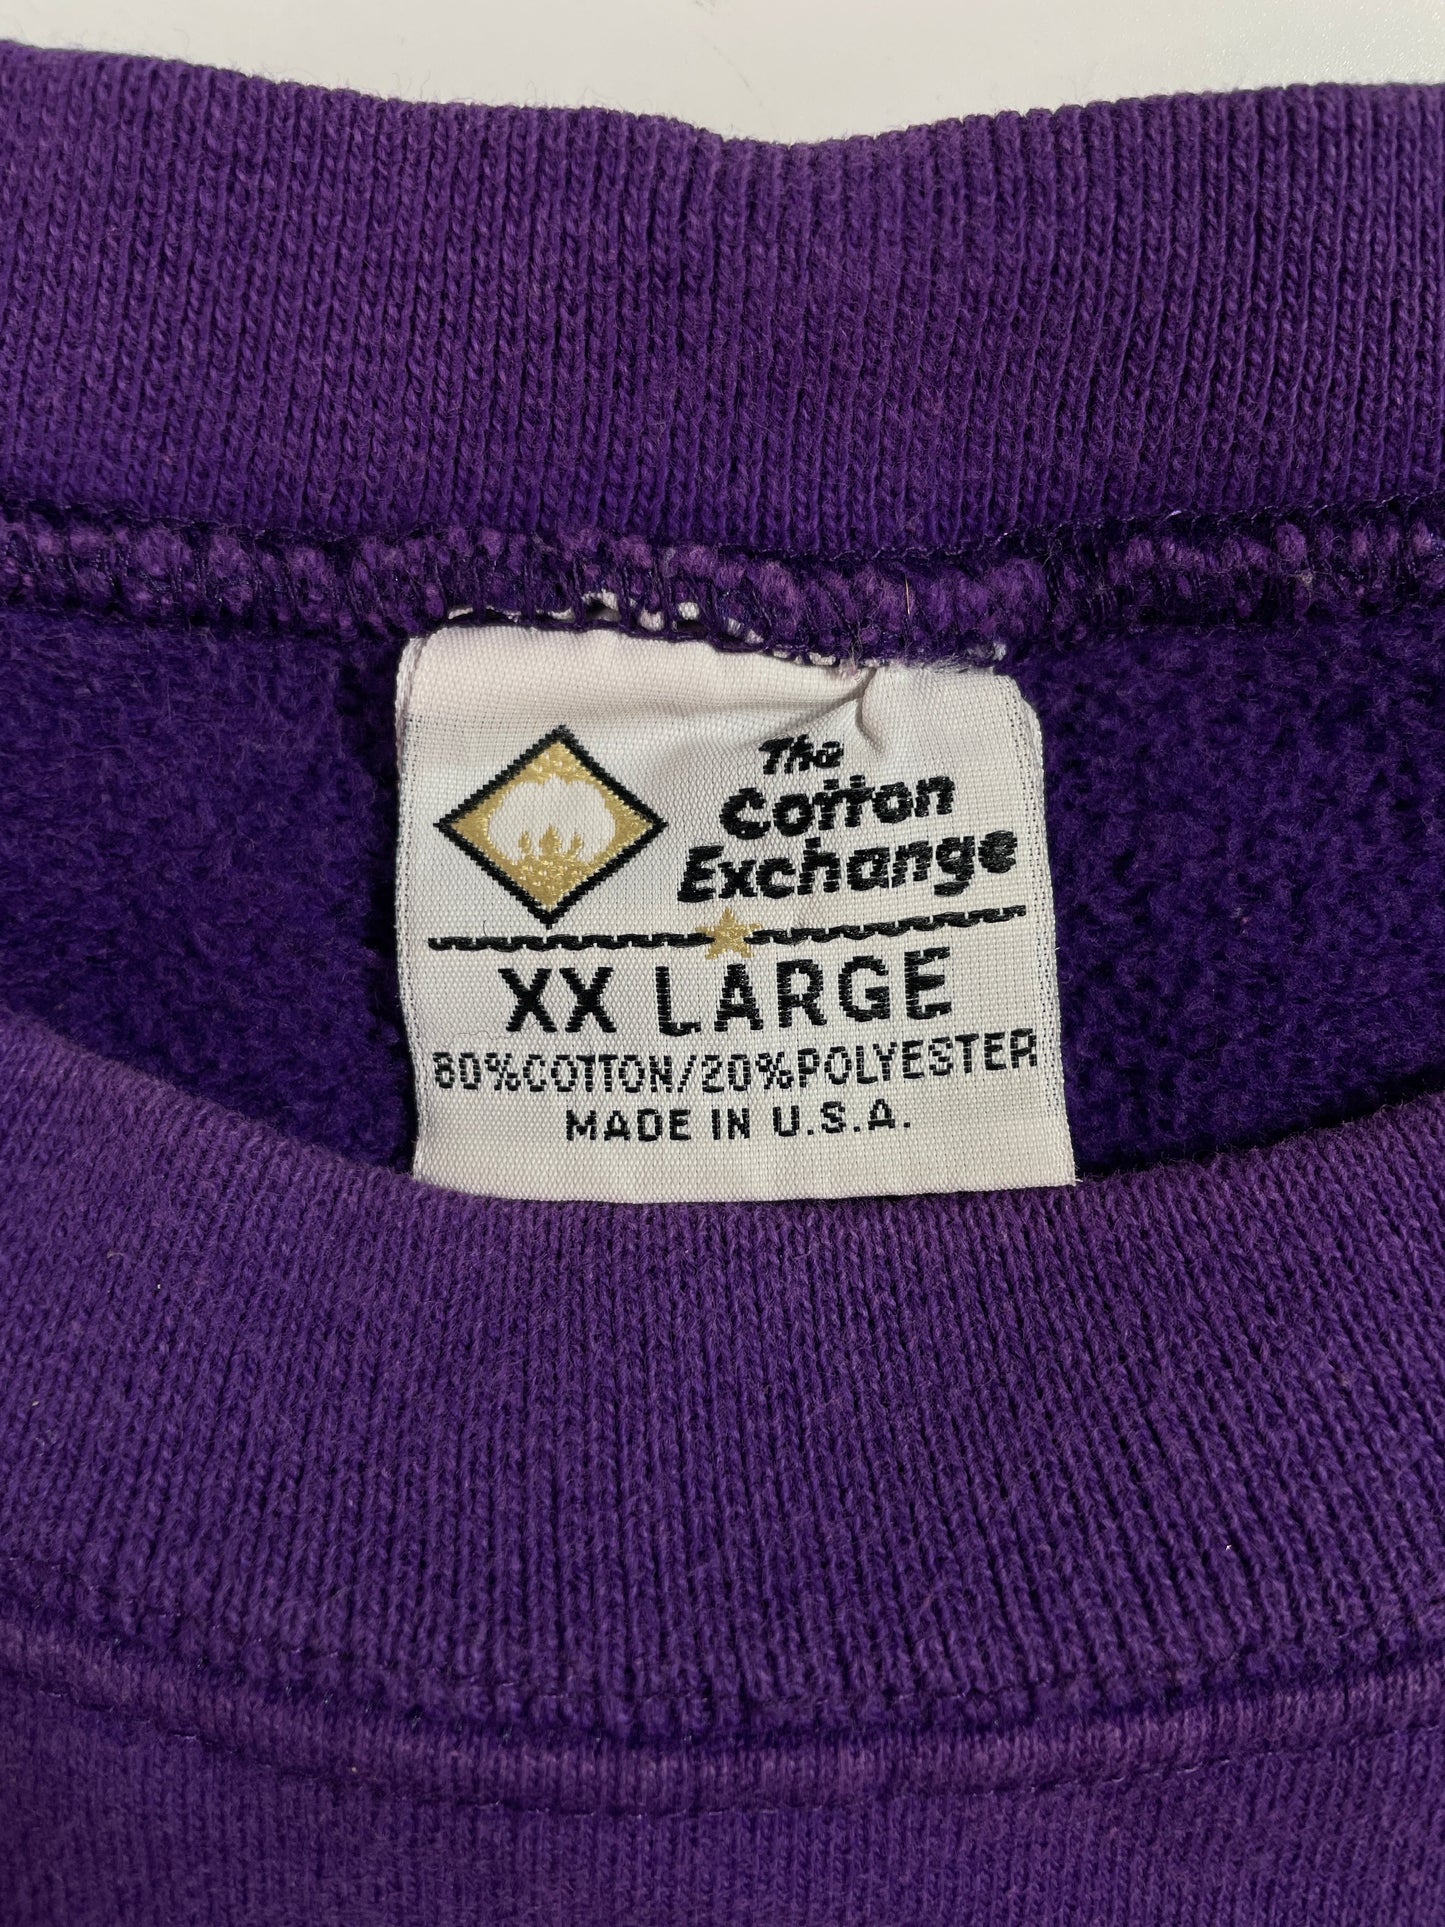 The
Cotton
Exchange
XX LARGE
80%COTTON/20%POLYESTER
MADE IN U.S.A.